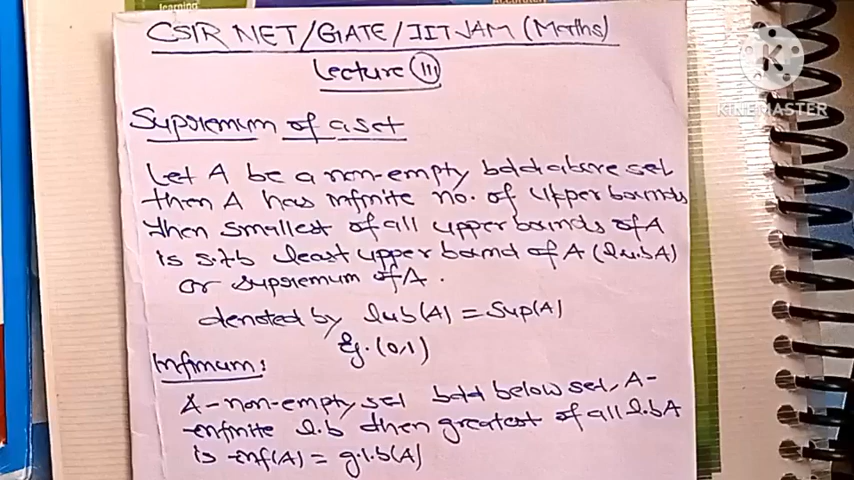 learning
CSIR NET/GATE/IIT JAM (Maths)
Lecture (III)
KINEMASTER
Supremum of a set
Let A be a non-empty bdd above set
then A has infinite no. of upper bounds
then smallest of all upper bounds of A
is s.t.b least upper bound of A (l.u.b A)
or supremum of A.
denoted by lub(A) = Sup(A)
Eg. (0,1)
Infimum:
A - non-empty set bdd below set, A -
infinite l.b then greatest of all l.b A
is inf(A) = g.l.b(A)